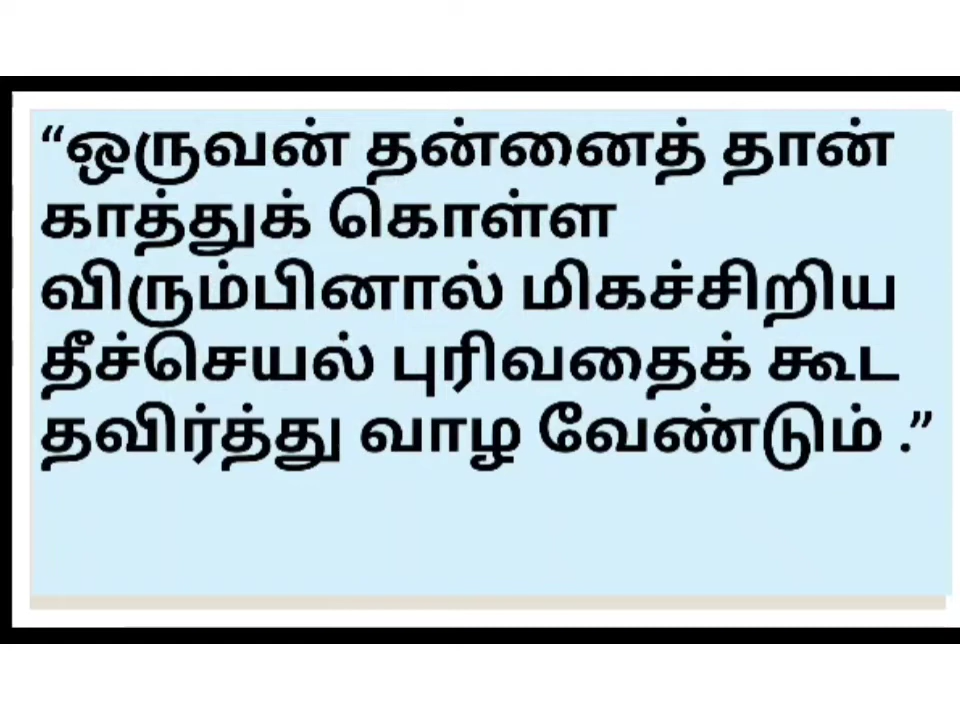 “ஒருவன் தன்னைத் தான்
காத்துக் கொள்ள
விரும்பினால் மிகச்சிறிய
தீச்செயல் புரிவதைக் கூட
தவிர்த்து வாழ வேண்டும் .”